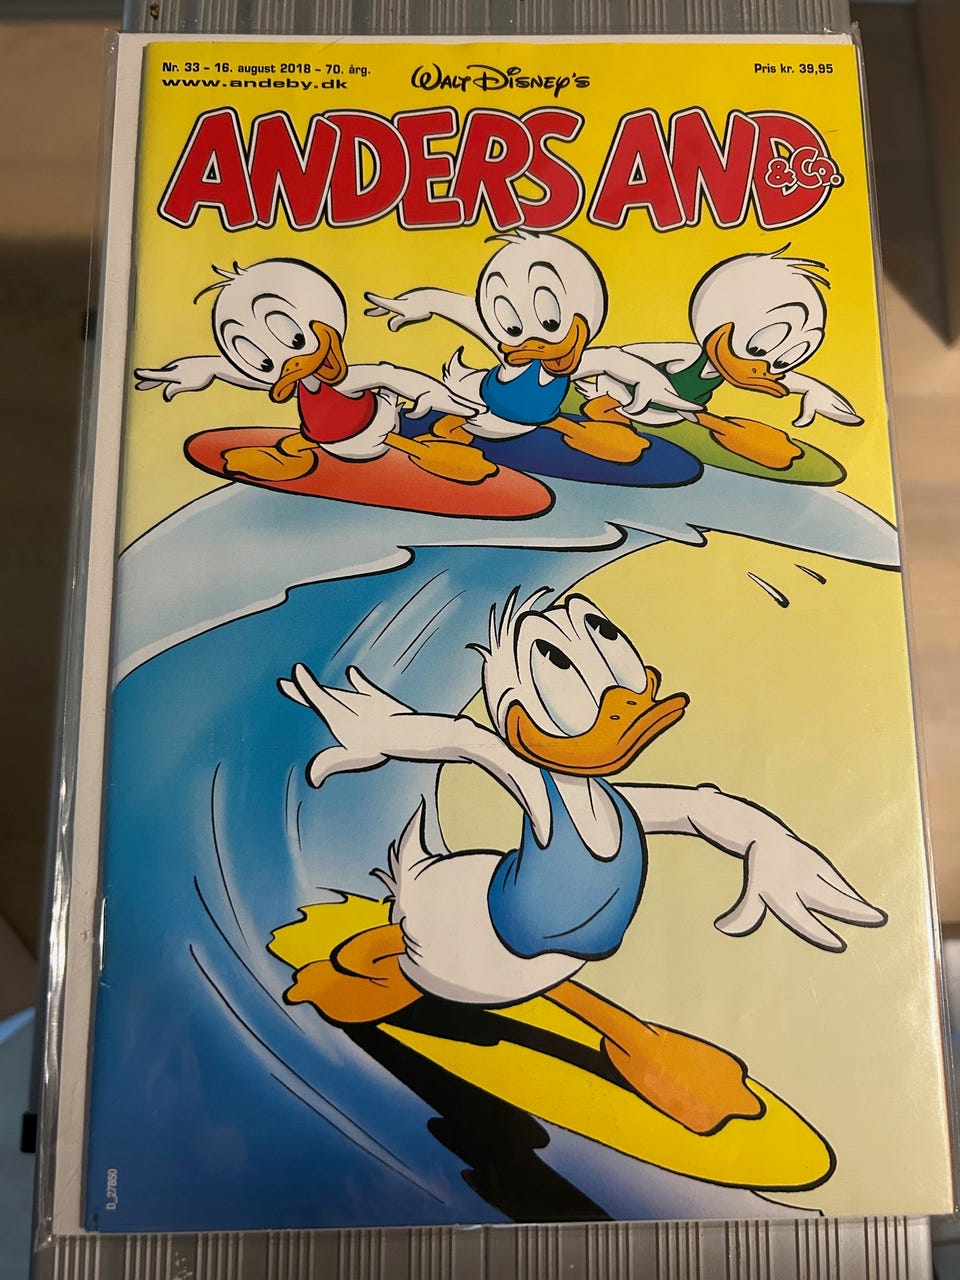 Nr. 33 - 16. august 2018 - 70. årg.
www.andeby.dk
WALT DISNEY'S
Pris kr. 39,95
ANDERS AND
& Co.
D_27850